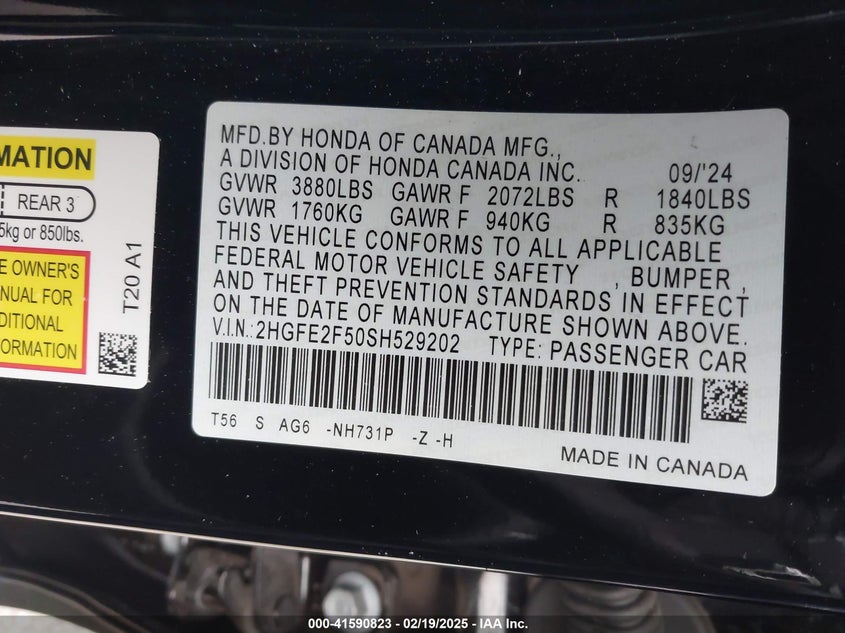 MATION
REAR 3
5kg or 850lbs.
E OWNER'S
NUAL FOR
DITIONAL
FORMATION
T20 A1
MFD.BY HONDA OF CANADA MFG.,
A DIVISION OF HONDA CANADA INC. 09/'24
GVWR 3880LBS GAWR F 2072LBS R 1840LBS
GVWR 1760KG GAWR F 940KG R 835KG
THIS VEHICLE CONFORMS TO ALL APPLICABLE
FEDERAL MOTOR VEHICLE SAFETY , BUMPER ,
AND THEFT PREVENTION STANDARDS IN EFFECT
ON THE DATE OF MANUFACTURE SHOWN ABOVE.
V.I.N.:2HGFE2F50SH529202 TYPE: PASSENGER CAR
T56 S AG6 -NH731P -Z -H
MADE IN CANADA
000-41590823 - 02/19/2025 - IAA Inc.